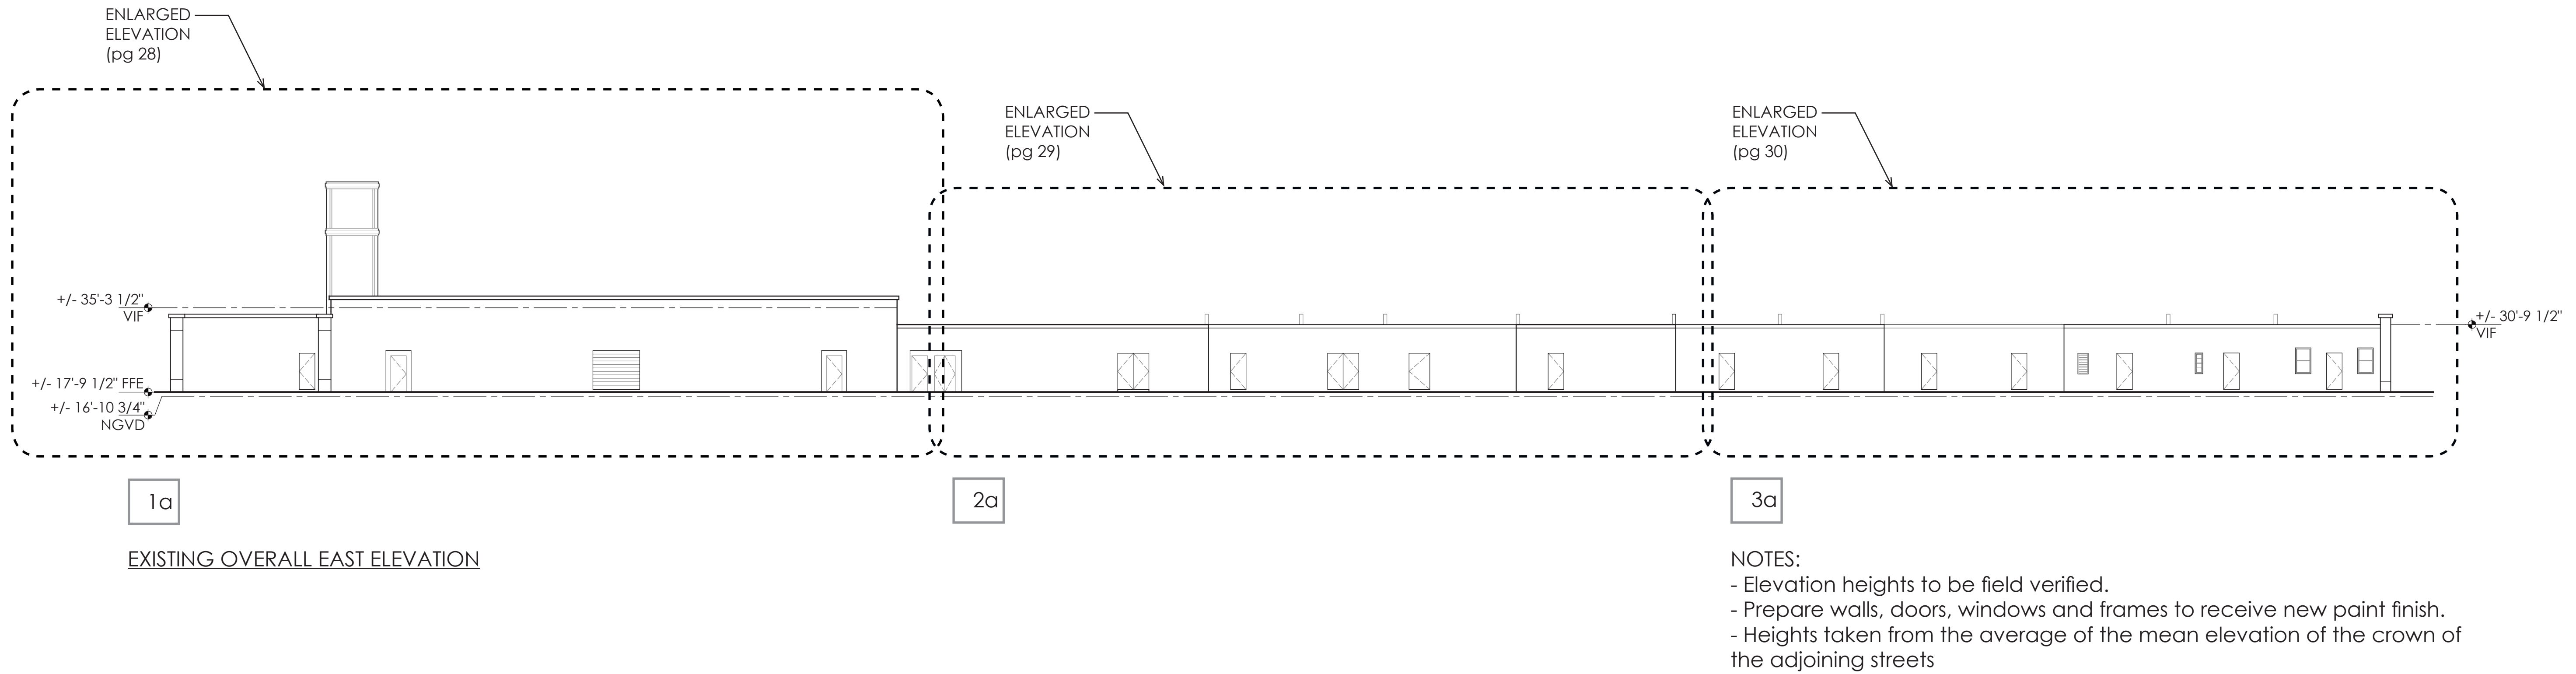 ENLARGED
ELEVATION
(pg 28)
ENLARGED
ELEVATION
(pg 29)
ENLARGED
ELEVATION
(pg 30)
+/- 35'-3 1/2"
VIF
+/- 17'-9 1/2" FFE
+/- 16'-10 3/4"
NGVD
+/- 30'-9 1/2"
VIF
1a
2a
3a
EXISTING OVERALL EAST ELEVATION
NOTES:
- Elevation heights to be field verified.
- Prepare walls, doors, windows and frames to receive new paint finish.
- Heights taken from the average of the mean elevation of the crown of
the adjoining streets